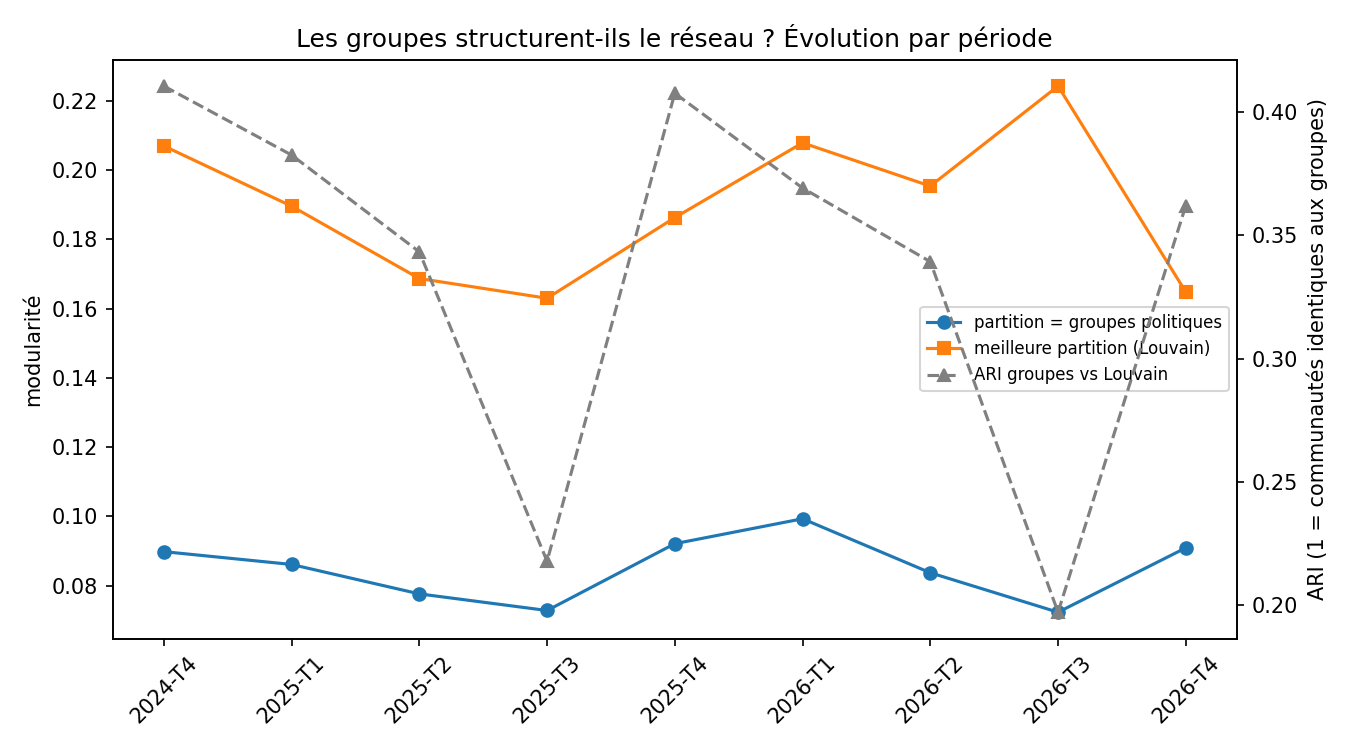 Les groupes structurent-ils le réseau ? Évolution par période
modularité
0.22
0.20
0.18
0.16
0.14
0.12
0.10
0.08
partition = groupes politiques
meilleure partition (Louvain)
ARI groupes vs Louvain
0.40
0.35
0.30
0.25
0.20
ARI (1 = communautés identiques aux groupes)
2024-T4
2025-T1
2025-T2
2025-T3
2025-T4
2026-T1
2026-T2
2026-T3
2026-T4